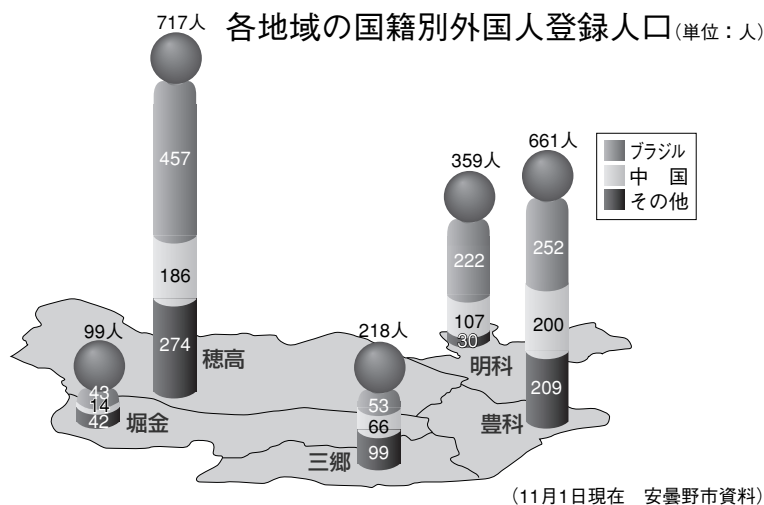 各地域の国籍別外国人登録人口(単位：人)
717人
457
186
274
穂高
99人
43
14
42
堀金
218人
53
66
99
三郷
359人
222
107
30
明科
661人
252
200
209
豊科
ブラジル
中　国
その他
(11月1日現在　安曇野市資料)